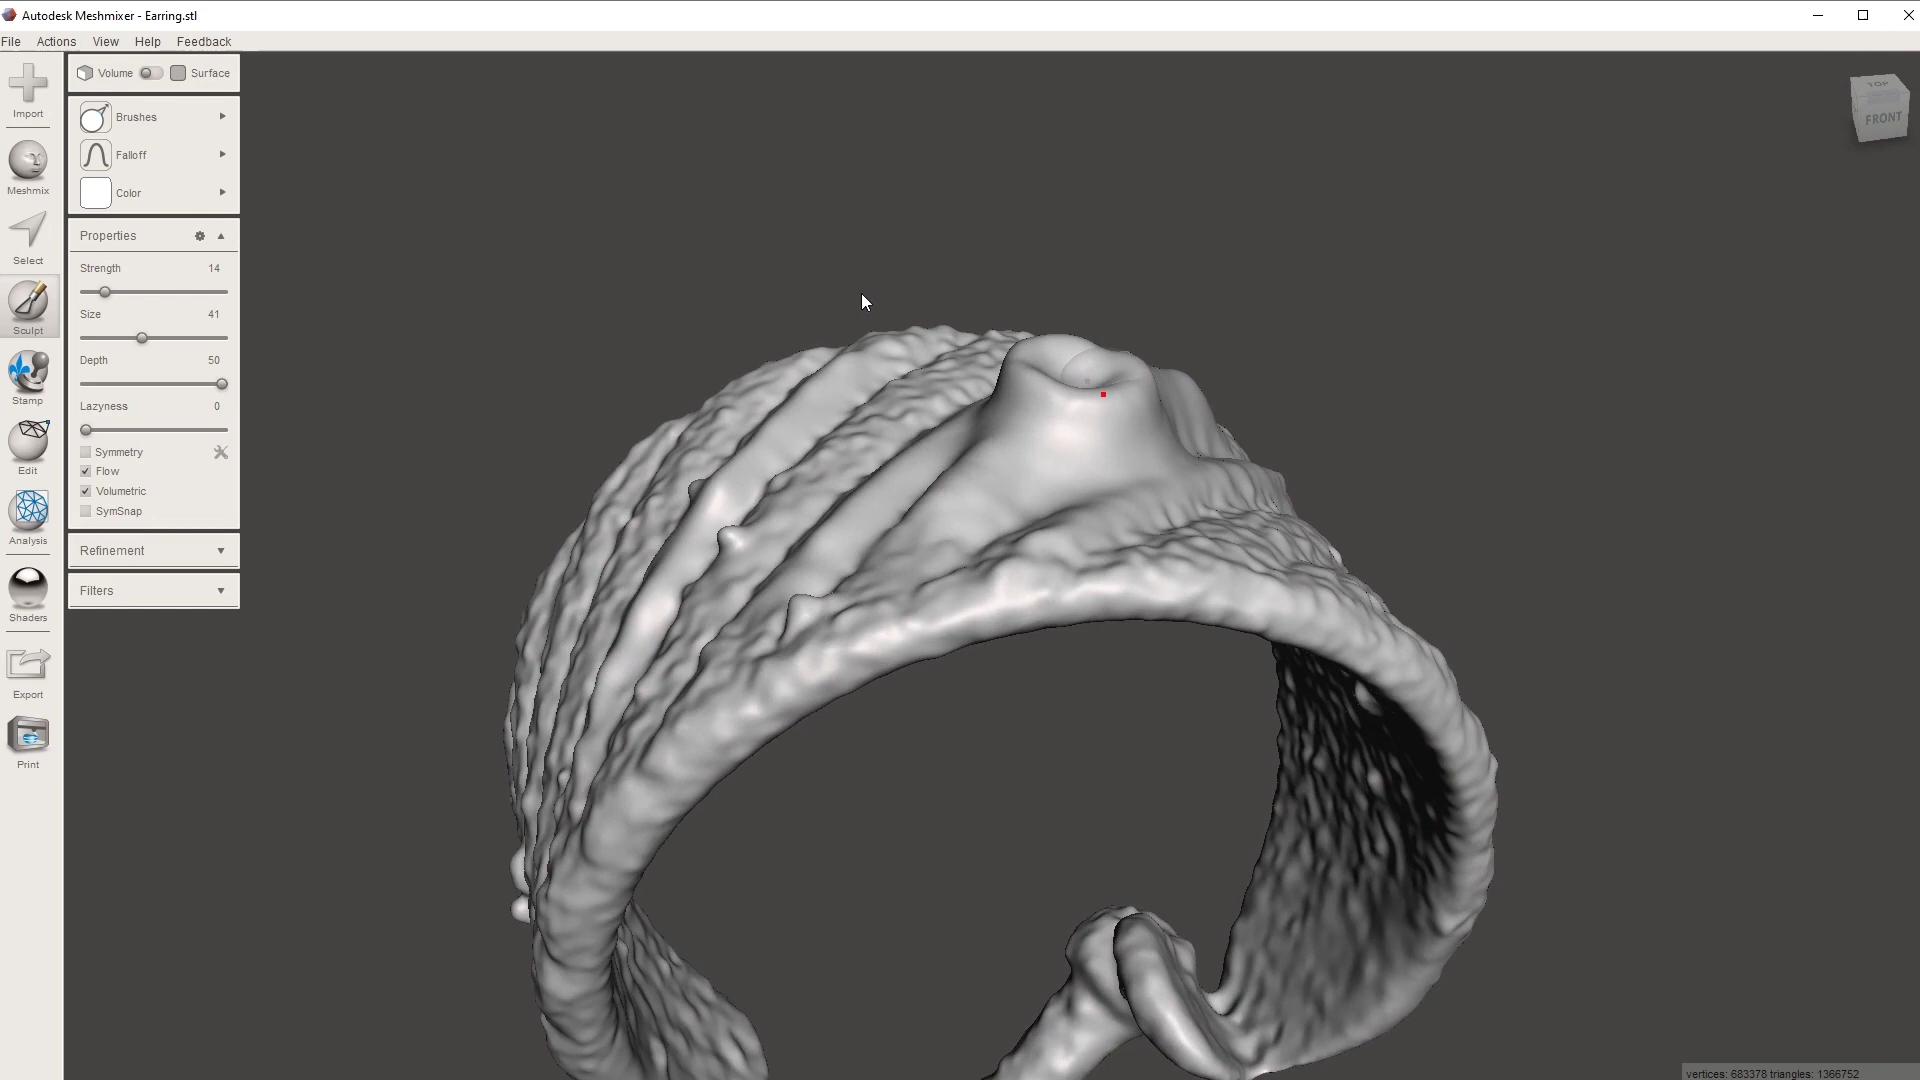 Autodesk Meshmixer - Earring.stl
File Actions View Help Feedback
Import
Meshmix
Select
Sculpt
Stamp
Edit
Analysis
Shaders
Export
Print
Volume Surface
Brushes
Falloff
Color
Properties
Strength 14
Size 41
Depth 50
Lazyness 0
Symmetry
Flow
Volumetric
SymSnap
Refinement
Filters
TOP
FRONT
vertices: 683378 triangles: 1366752